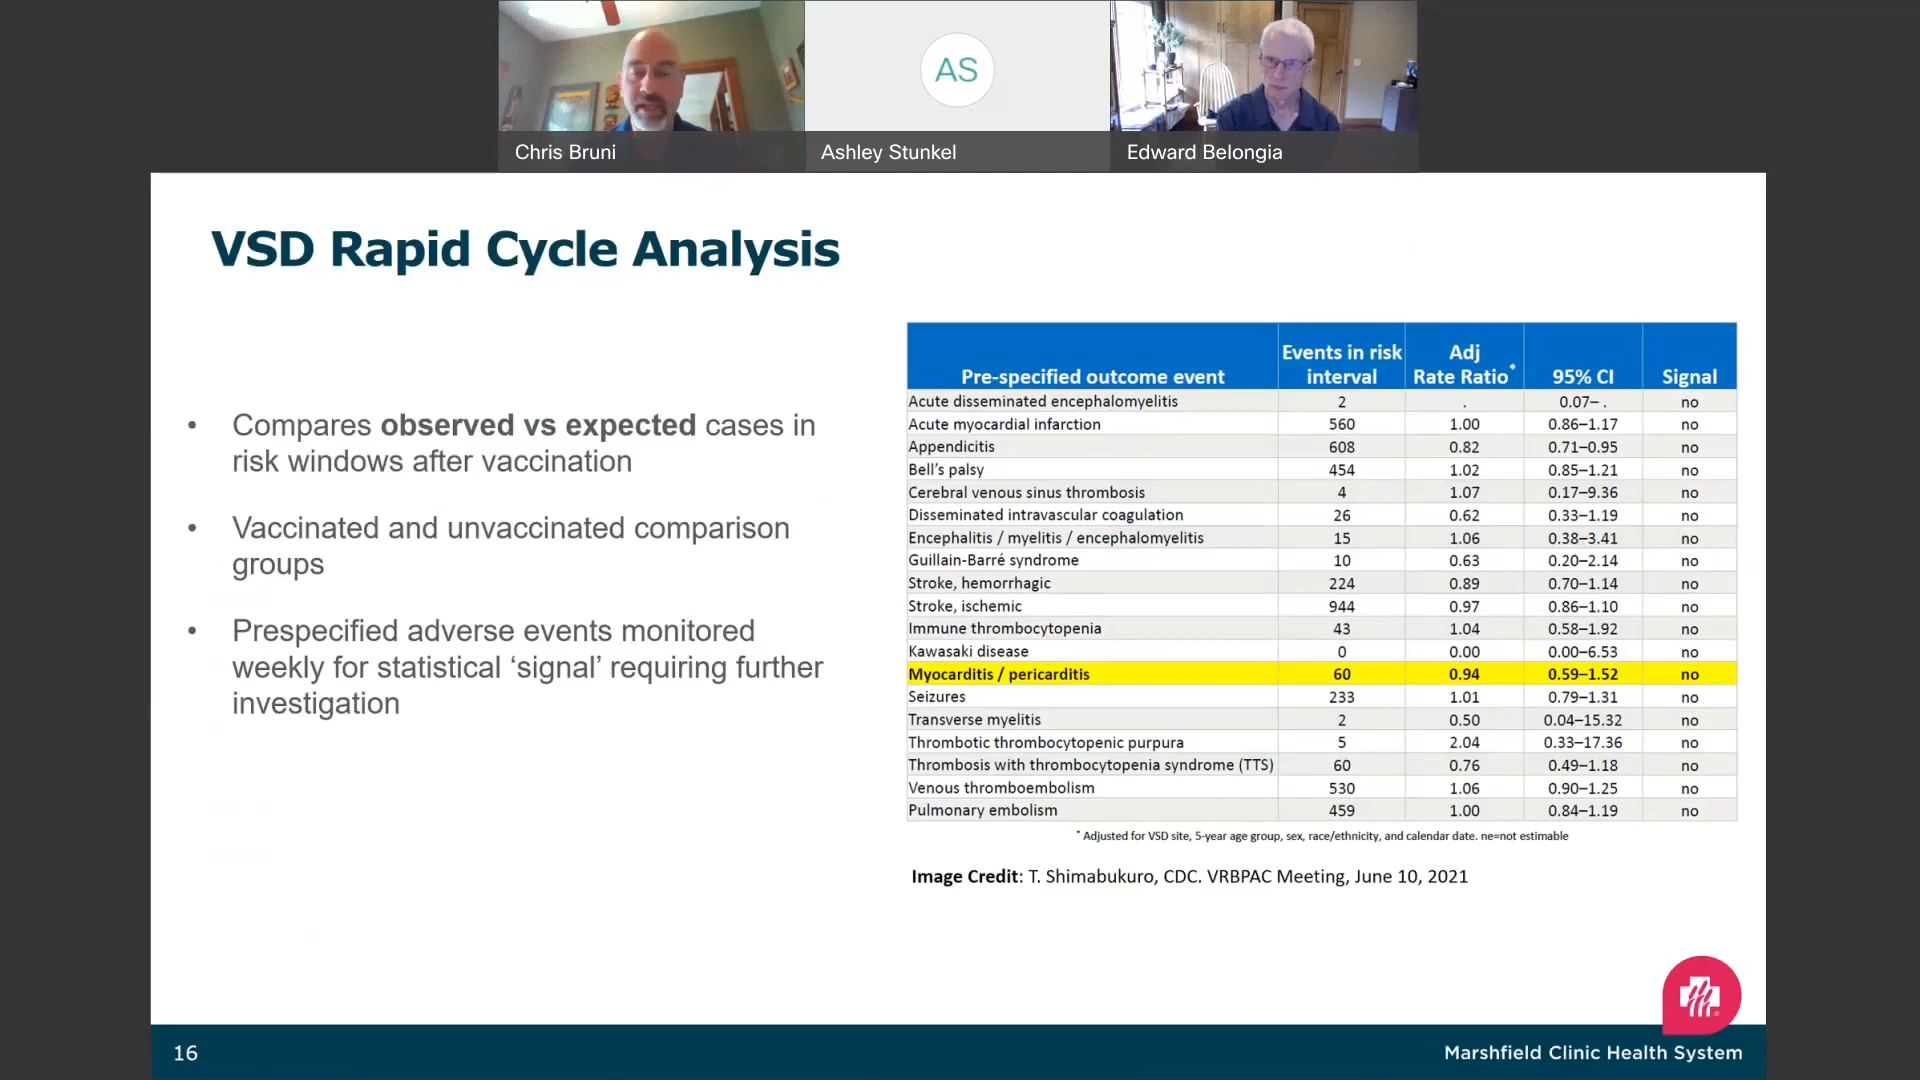 AS
Chris Bruni
Ashley Stunkel
Edward Belongia
VSD Rapid Cycle Analysis
• Compares observed vs expected cases in
risk windows after vaccination
• Vaccinated and unvaccinated comparison
groups
• Prespecified adverse events monitored
weekly for statistical ‘signal’ requiring further
investigation
Pre-specified outcome event Events in risk interval Adj Rate Ratio* 95% CI Signal
Acute disseminated encephalomyelitis 2 . 0.07– . no
Acute myocardial infarction 560 1.00 0.86–1.17 no
Appendicitis 608 0.82 0.71–0.95 no
Bell’s palsy 454 1.02 0.85–1.21 no
Cerebral venous sinus thrombosis 4 1.07 0.17–9.36 no
Disseminated intravascular coagulation 26 0.62 0.33–1.19 no
Encephalitis / myelitis / encephalomyelitis 15 1.06 0.38–3.41 no
Guillain-Barré syndrome 10 0.63 0.20–2.14 no
Stroke, hemorrhagic 224 0.89 0.70–1.14 no
Stroke, ischemic 944 0.97 0.86–1.10 no
Immune thrombocytopenia 43 1.04 0.58–1.92 no
Kawasaki disease 0 0.00 0.00–6.53 no
Myocarditis / pericarditis 60 0.94 0.59–1.52 no
Seizures 233 1.01 0.79–1.31 no
Transverse myelitis 2 0.50 0.04–15.32 no
Thrombotic thrombocytopenic purpura 5 2.04 0.33–17.36 no
Thrombosis with thrombocytopenia syndrome (TTS) 60 0.76 0.49–1.18 no
Venous thromboembolism 530 1.06 0.90–1.25 no
Pulmonary embolism 459 1.00 0.84–1.19 no
* Adjusted for VSD site, 5-year age group, sex, race/ethnicity, and calendar date. ne=not estimable
Image Credit: T. Shimabukuro, CDC. VRBPAC Meeting, June 10, 2021
16
Marshfield Clinic Health System